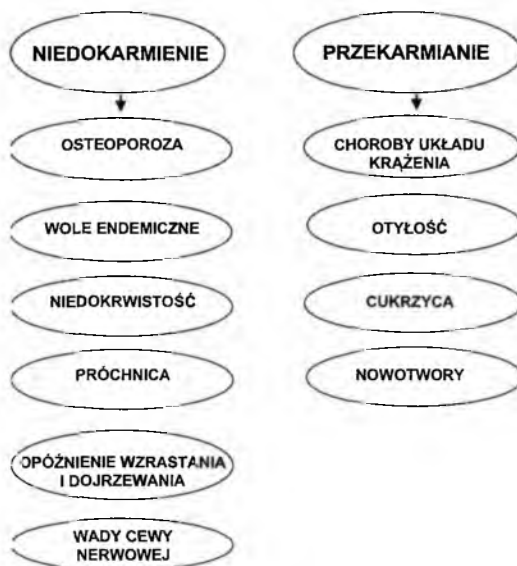 NIEDOKARMIENIE
OSTEOPOROZA
WOLE ENDEMICZNE
NIEDOKRWISTOŚĆ
PRÓCHNICA
OPÓŹNIENIE WZRASTANIA
I DOJRZEWANIA
WADY CEWY
NERWOWEJ
PRZEKARMIANIE
CHOROBY UKŁADU
KRĄŻENIA
OTYŁOŚĆ
CUKRZYCA
NOWOTWORY